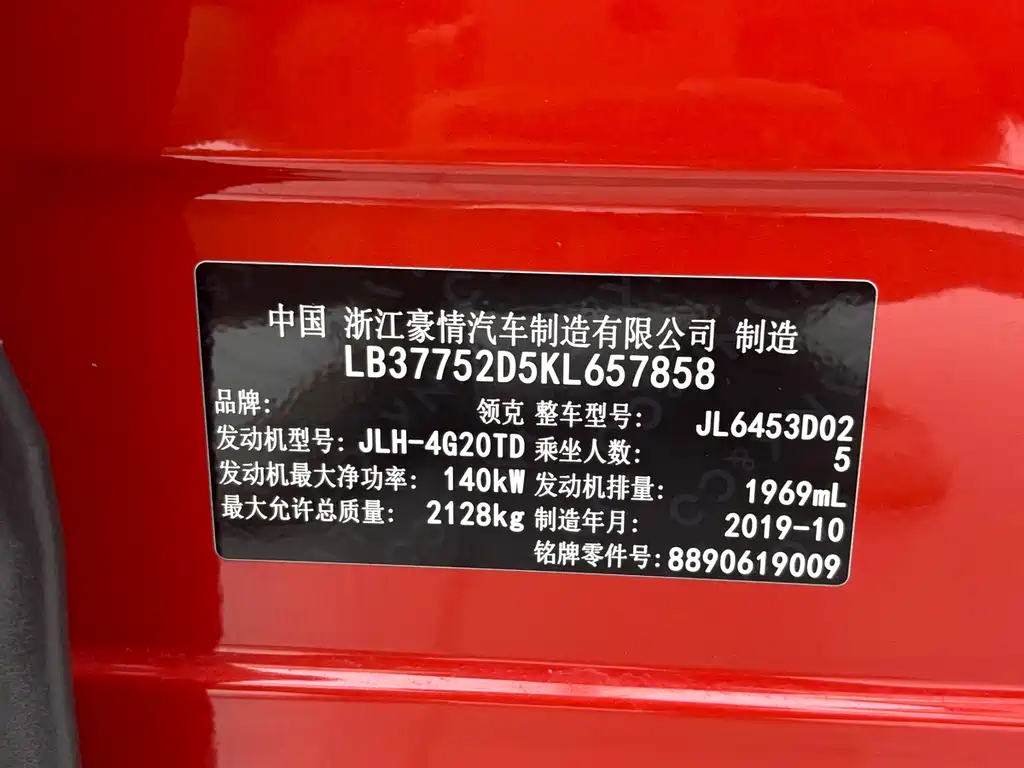 中国 浙江豪情汽车制造有限公司 制造
LB37752D5KL657858
品牌: 领克 整车型号: JL6453D02
发动机型号: JLH-4G20TD 乘坐人数: 5
发动机最大净功率: 140kW 发动机排量: 1969mL
最大允许总质量: 2128kg 制造年月: 2019-10
铭牌零件号: 8890619009